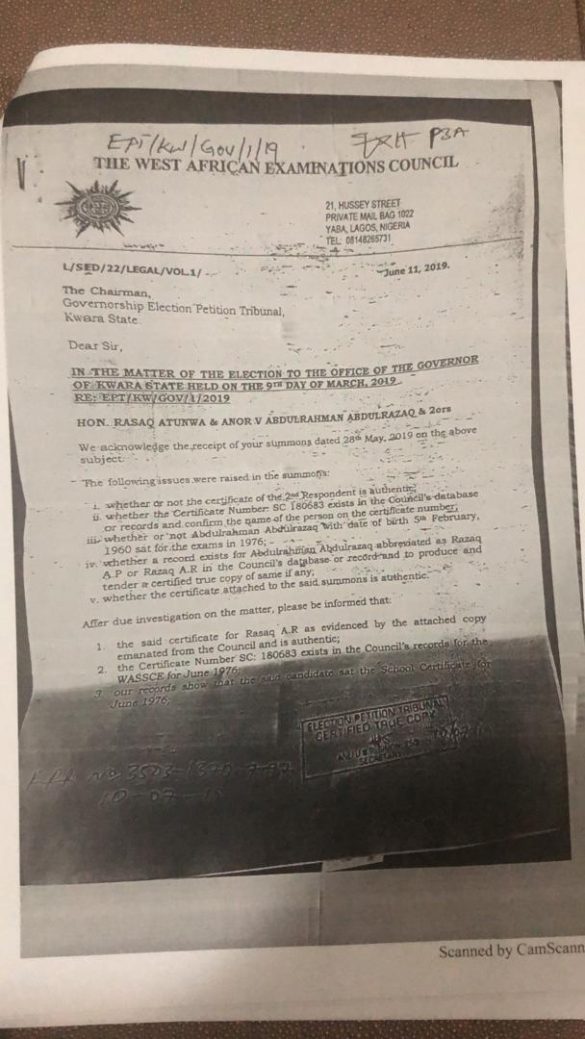 EPT/KW/GOV/1/19
EXH P3A
THE WEST AFRICAN EXAMINATIONS COUNCIL
21, HUSSEY STREET
PRIVATE MAIL BAG 1022
YABA, LAGOS, NIGERIA
TEL: 08148265731
L/SED/22/LEGAL/VOL.1/
June 11, 2019.
The Chairman,
Governorship Election Petition Tribunal,
Kwara State
Dear Sir,
IN THE MATTER OF THE ELECTION TO THE OFFICE OF THE GOVERNOR
OF KWARA STATE HELD ON THE 9TH DAY OF MARCH, 2019
RE: EPT/KW/GOV/1/2019
HON. RASAQ ATUNWA & ANOR V ABDULRAHMAN ABDULRAZAQ & 2ors
We acknowledge the receipt of your summons dated 28th May, 2019 on the above
subject.
The following issues were raised in the summons:
i. whether or not the certificate of the 2nd Respondent is authentic;
ii. whether the Certificate Number SC 180683 exists in the Council's database
or records and confirm the name of the person on the certificate number;
iii. whether or not Abdulrahman Abdulrazaq with date of birth 5th February,
1960 sat for the exams in 1976;
iv. whether a record exists for Abdulrahman Abdulrazaq abbreviated as Razaq
A.P or Razaq A.R in the Council's database or record and to produce and
tender a certified true copy of same if any;
v. whether the certificate attached to the said summons is authentic.
After due investigation on the matter, please be informed that:
1. the said certificate for Rasaq A.R as evidenced by the attached copy
emanated from the Council and is authentic;
2. the Certificate Number SC: 180683 exists in the Council's records for the
WASSCE for June 1976;
3. our records show that the said candidate sat the School Certificate for
June 1976;
ELECTION PETITION TRIBUNAL
CERTIFIED TRUE COPY
SECRETARY
Scanned by CamScann